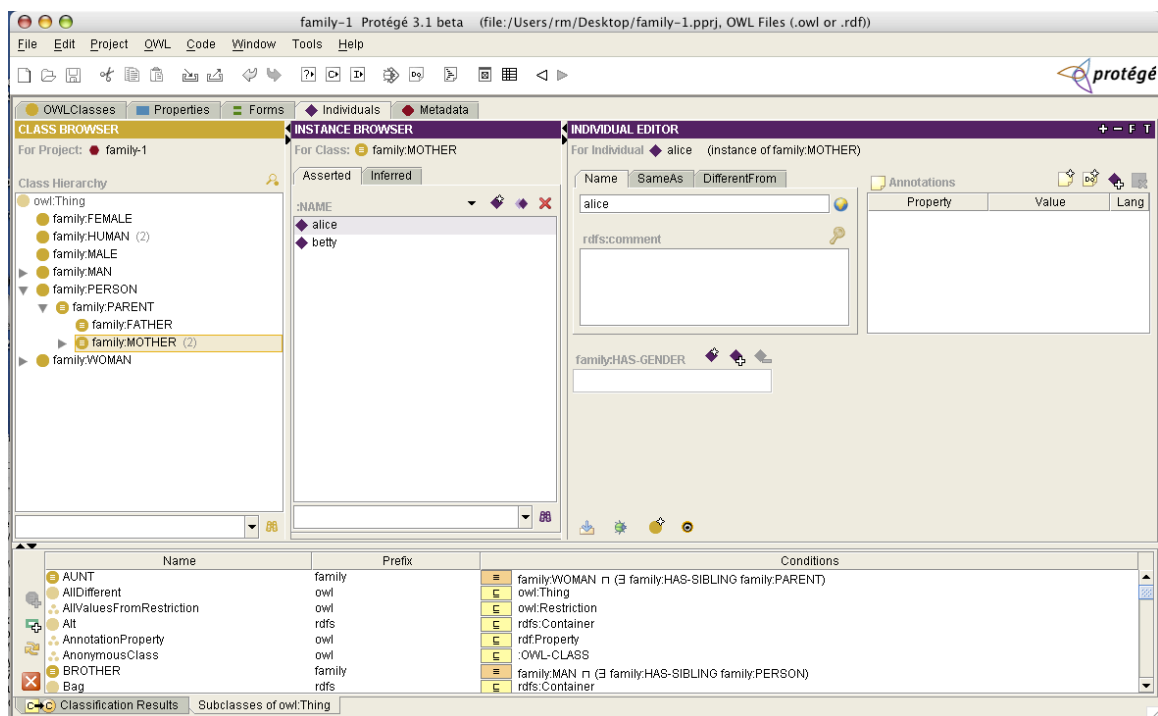 family-1 Protégé 3.1 beta (file:/Users/rm/Desktop/family-1.pprj, OWL Files (.owl or .rdf))
File Edit Project OWL Code Window Tools Help
protégé
OWLClasses Properties Forms Individuals Metadata
CLASS BROWSER
For Project: family-1
Class Hierarchy
owl:Thing
family:FEMALE
family:HUMAN (2)
family:MALE
family:MAN
family:PERSON
family:PARENT
family:FATHER
family:MOTHER (2)
family:WOMAN
INSTANCE BROWSER
For Class: family:MOTHER
Asserted Inferred
:NAME
alice
betty
INDIVIDUAL EDITOR + − F T
For Individual alice (instance of family:MOTHER)
Name SameAs DifferentFrom
alice
rdfs:comment
Annotations
Property Value Lang
family:HAS-GENDER
Name Prefix Conditions
AUNT family ≡ family:WOMAN ⊓ (∃ family:HAS-SIBLING family:PARENT)
AllDifferent owl ⊑ owl:Thing
AllValuesFromRestriction owl ⊑ owl:Restriction
Alt rdfs ⊑ rdfs:Container
AnnotationProperty owl ⊑ rdf:Property
AnonymousClass owl ⊑ :OWL-CLASS
BROTHER family ≡ family:MAN ⊓ (∃ family:HAS-SIBLING family:PERSON)
Bag rdfs ⊑ rdfs:Container
Classification Results Subclasses of owl:Thing